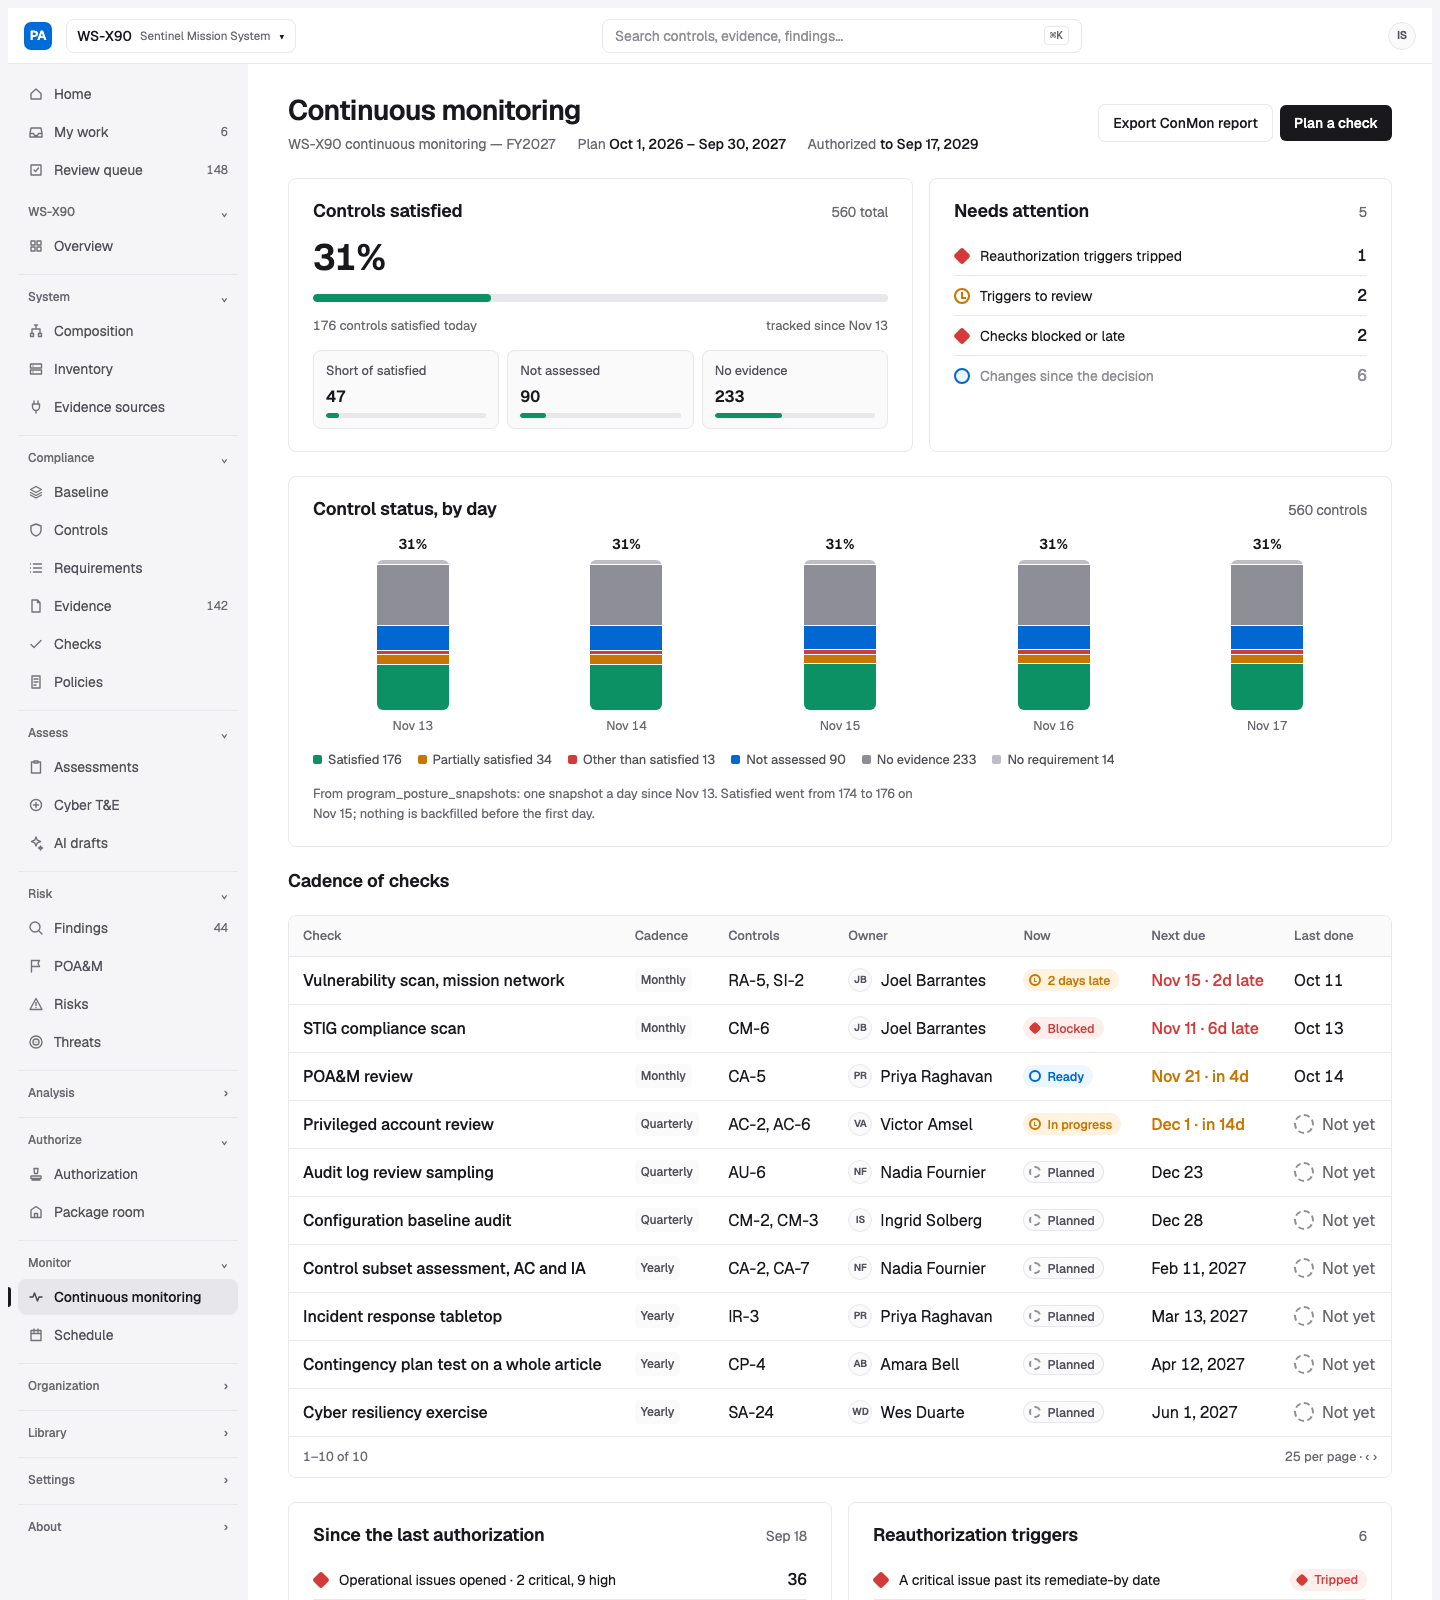 PA
WS-X90 Sentinel Mission System
Search controls, evidence, findings... ⌘K
IS
Home
My work 6
Review queue 148
WS-X90
Overview
System
Composition
Inventory
Evidence sources
Compliance
Baseline
Controls
Requirements
Evidence 142
Checks
Policies
Assess
Assessments
Cyber T&E
AI drafts
Risk
Findings 44
POA&M
Risks
Threats
Analysis
Authorize
Authorization
Package room
Monitor
Continuous monitoring
Schedule
Organization
Library
Settings
About
Continuous monitoring
WS-X90 continuous monitoring — FY2027 Plan Oct 1, 2026 – Sep 30, 2027 Authorized to Sep 17, 2029
Export ConMon report
Plan a check
Controls satisfied 560 total
31%
176 controls satisfied today tracked since Nov 13
Short of satisfied
47
Not assessed
90
No evidence
233
Needs attention 5
Reauthorization triggers tripped 1
Triggers to review 2
Checks blocked or late 2
Changes since the decision 6
Control status, by day 560 controls
31% 31% 31% 31% 31%
Nov 13 Nov 14 Nov 15 Nov 16 Nov 17
Satisfied 176 Partially satisfied 34 Other than satisfied 13 Not assessed 90 No evidence 233 No requirement 14
From program_posture_snapshots: one snapshot a day since Nov 13. Satisfied went from 174 to 176 on
Nov 15; nothing is backfilled before the first day.
Cadence of checks
Check Cadence Controls Owner Now Next due Last done
Vulnerability scan, mission network Monthly RA-5, SI-2 JB Joel Barrantes 2 days late Nov 15 · 2d late Oct 11
STIG compliance scan Monthly CM-6 JB Joel Barrantes Blocked Nov 11 · 6d late Oct 13
POA&M review Monthly CA-5 PR Priya Raghavan Ready Nov 21 · in 4d Oct 14
Privileged account review Quarterly AC-2, AC-6 VA Victor Amsel In progress Dec 1 · in 14d Not yet
Audit log review sampling Quarterly AU-6 NF Nadia Fournier Planned Dec 23 Not yet
Configuration baseline audit Quarterly CM-2, CM-3 IS Ingrid Solberg Planned Dec 28 Not yet
Control subset assessment, AC and IA Yearly CA-2, CA-7 NF Nadia Fournier Planned Feb 11, 2027 Not yet
Incident response tabletop Yearly IR-3 PR Priya Raghavan Planned Mar 13, 2027 Not yet
Contingency plan test on a whole article Yearly CP-4 AB Amara Bell Planned Apr 12, 2027 Not yet
Cyber resiliency exercise Yearly SA-24 WD Wes Duarte Planned Jun 1, 2027 Not yet
1–10 of 10 25 per page · ‹ ›
Since the last authorization Sep 18
Operational issues opened · 2 critical, 9 high 36
Reauthorization triggers 6
A critical issue past its remediate-by date Tripped